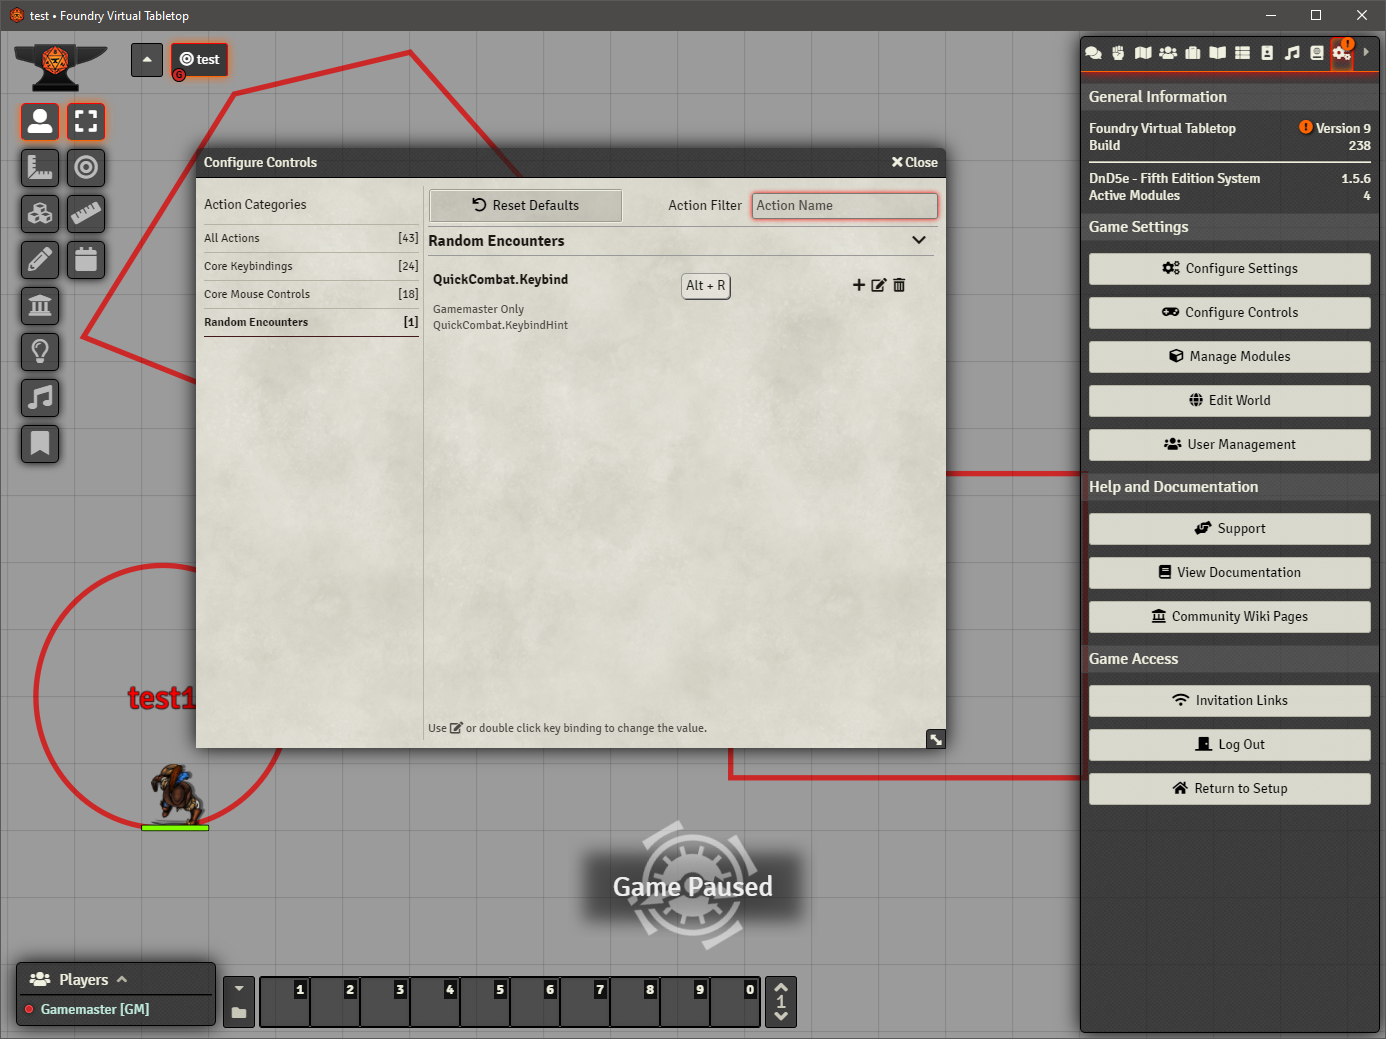 test • Foundry Virtual Tabletop
test
G
Configure Controls
Close
Action Categories
All Actions [43]
Core Keybindings [24]
Core Mouse Controls [18]
Random Encounters [1]
Reset Defaults
Action Filter
Action Name
Random Encounters
QuickCombat.Keybind
Alt + R
Gamemaster Only
QuickCombat.KeybindHint
Use or double click key binding to change the value.
test1
Game Paused
Players
Gamemaster [GM]
1 2 3 4 5 6 7 8 9 0
1
General Information
Foundry Virtual Tabletop Version 9
Build 238
DnD5e - Fifth Edition System 1.5.6
Active Modules 4
Game Settings
Configure Settings
Configure Controls
Manage Modules
Edit World
User Management
Help and Documentation
Support
View Documentation
Community Wiki Pages
Game Access
Invitation Links
Log Out
Return to Setup